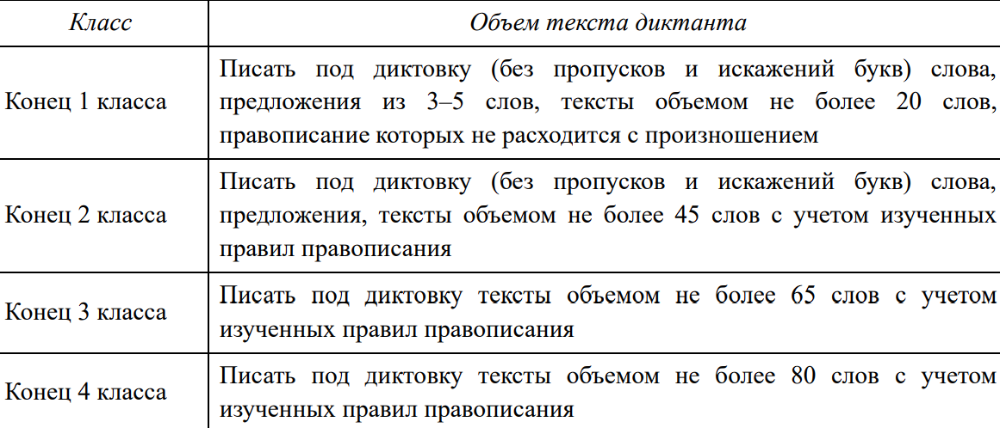 Класс
Объем текста диктанта
Конец 1 класса
Писать под диктовку (без пропусков и искажений букв) слова,
предложения из 3–5 слов, тексты объемом не более 20 слов,
правописание которых не расходится с произношением
Конец 2 класса
Писать под диктовку (без пропусков и искажений букв) слова,
предложения, тексты объемом не более 45 слов с учетом изученных
правил правописания
Конец 3 класса
Писать под диктовку тексты объемом не более 65 слов с учетом
изученных правил правописания
Конец 4 класса
Писать под диктовку тексты объемом не более 80 слов с учетом
изученных правил правописания